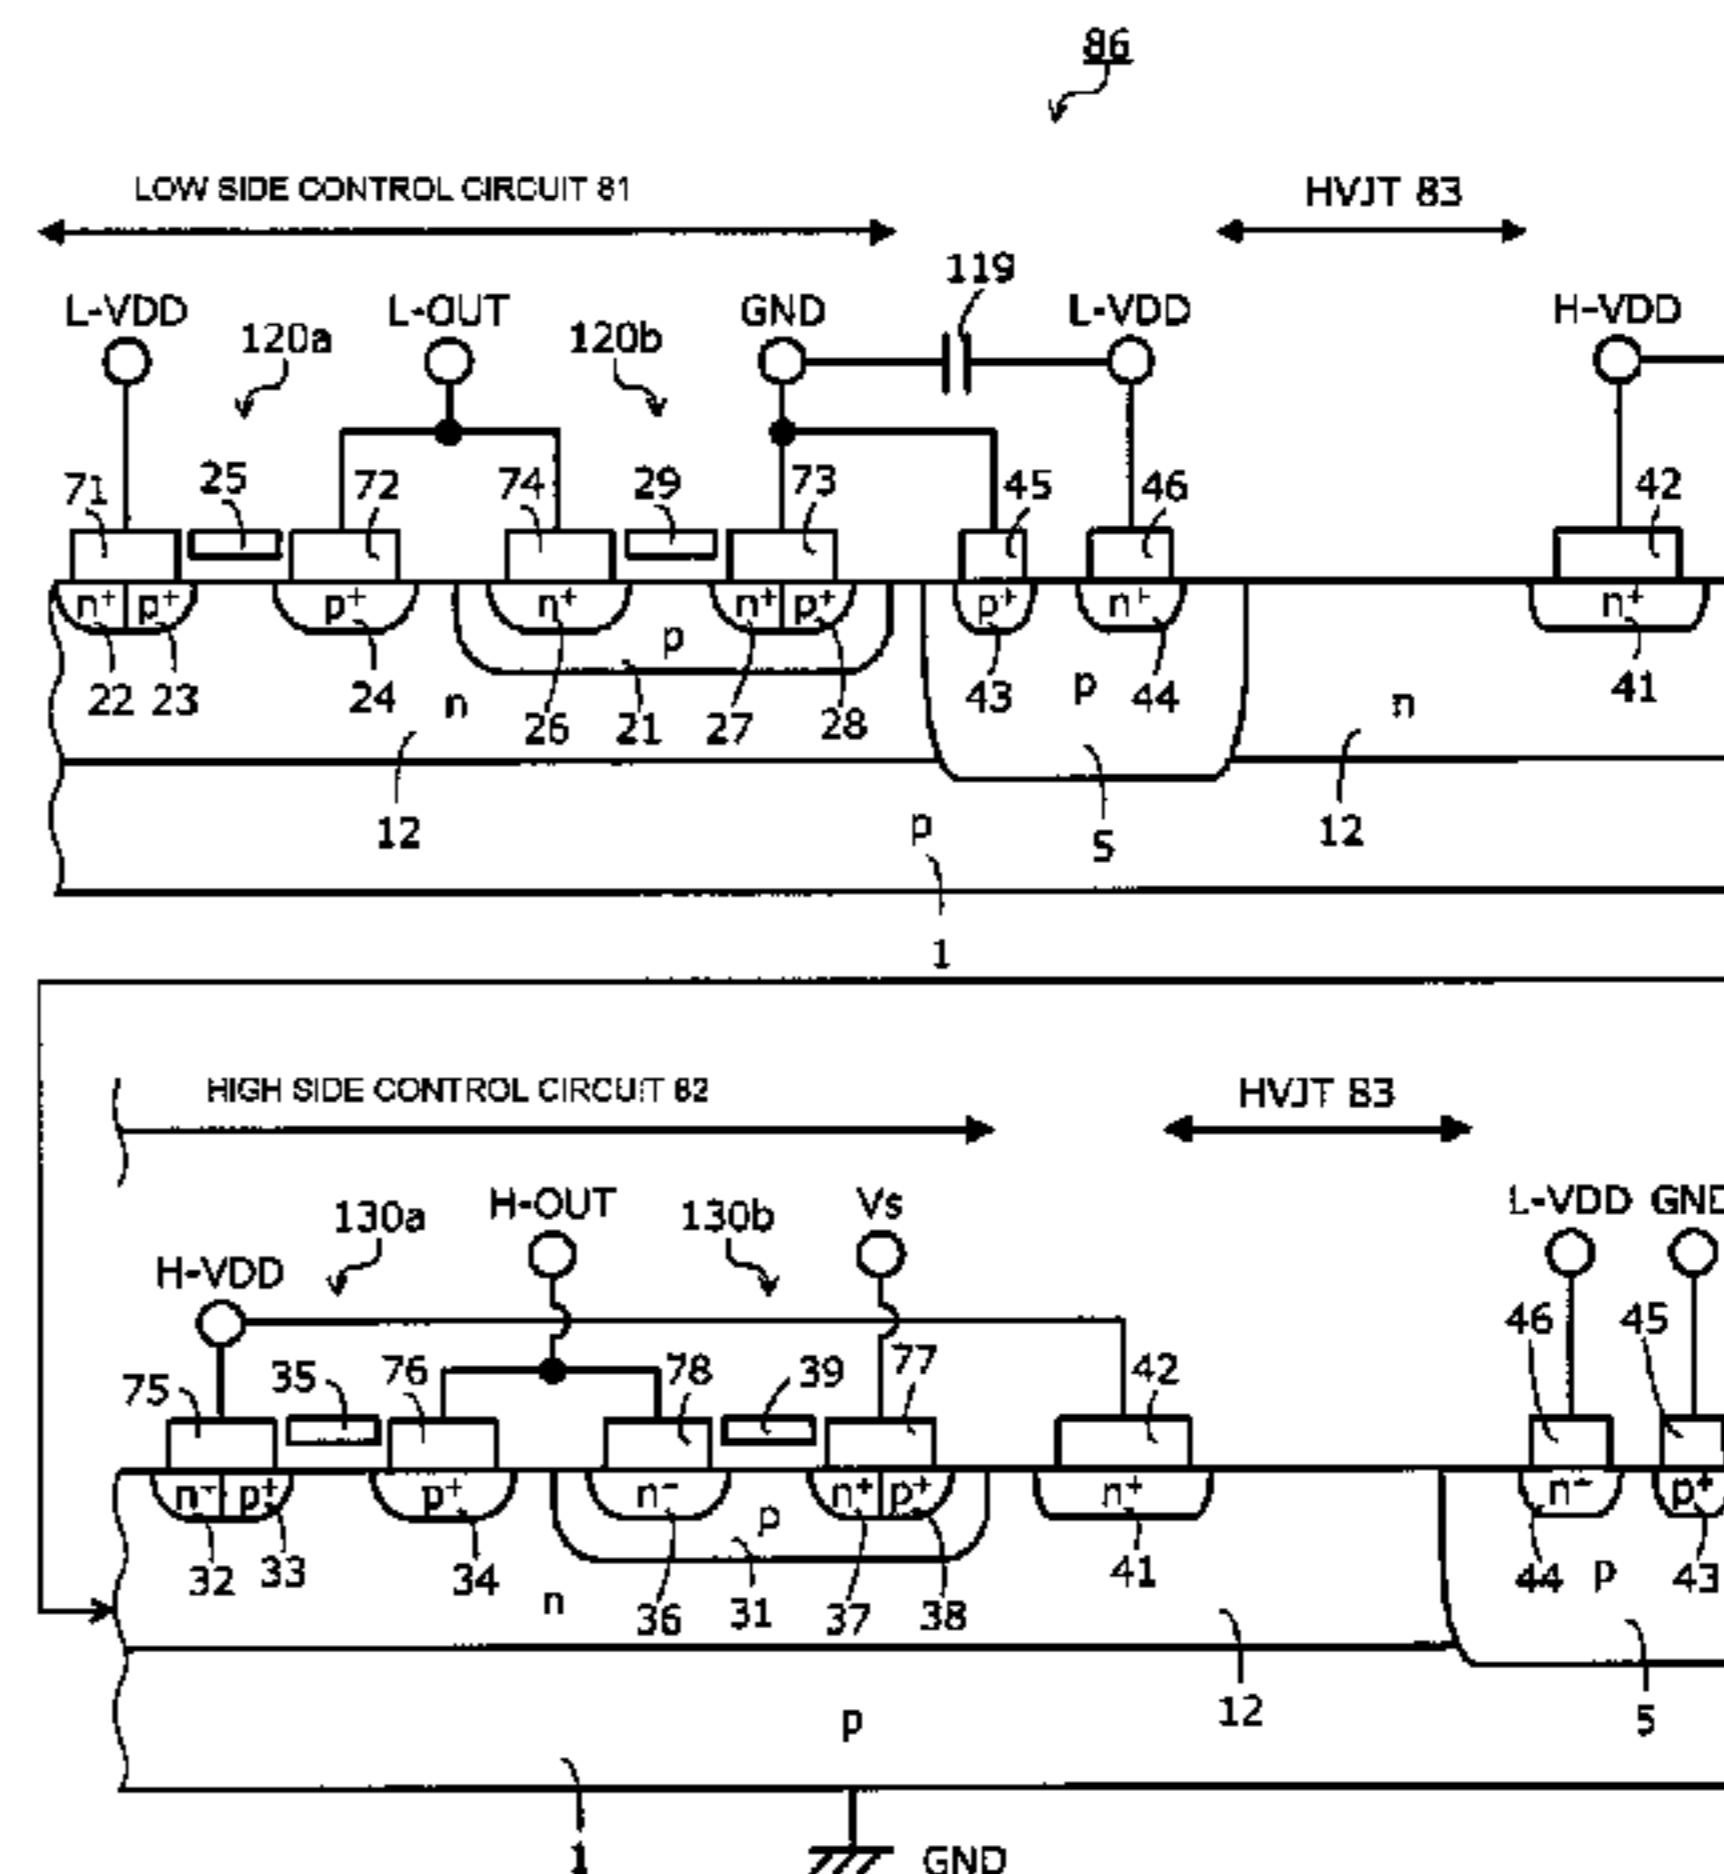 86
LOW SIDE CONTROL CIRCUIT 81
HVJT 83
119
L-VDD
L-OUT
GND
L-VDD
H-VDD
120a
120b
71
25
72
74
29
73
45
46
42
n+
p+
p+
n+
n+
p+
p+
n+
n+
p
22
23
24
n
26
21
27
28
43
p
44
n
41
12
p
5
12
1
HIGH SIDE CONTROL CIRCUIT 82
HVJT 83
H-OUT
Vs
L-VDD
GND
130a
130b
H-VDD
75
35
76
78
39
77
42
46
45
p+
p+
n+
p+
n+
p+
p
32
33
34
n
36
31
37
38
41
44
p
43
12
5
p
1
GND